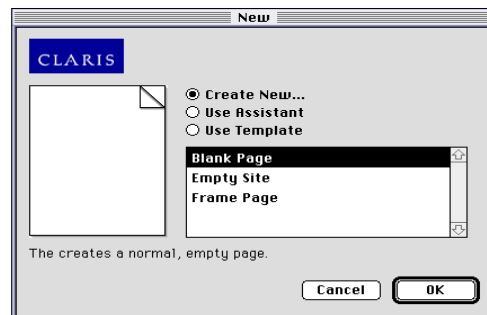 New
CLARIS
Create New...
Use Assistant
Use Template
Blank Page
Empty Site
Frame Page
The creates a normal, empty page.
Cancel OK